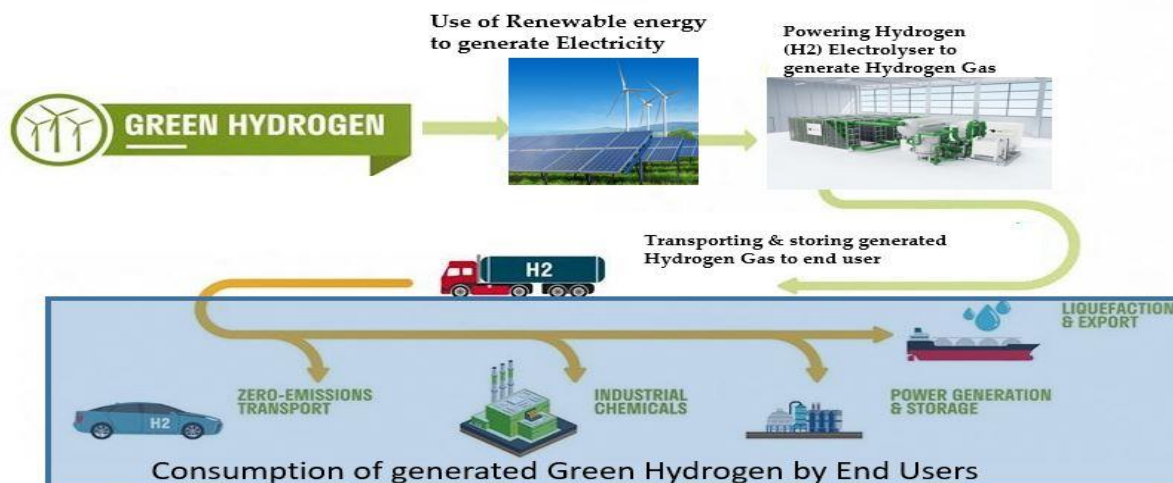 Use of Renewable energy
to generate Electricity
Powering Hydrogen
(H2) Electrolyser to
generate Hydrogen Gas
GREEN HYDROGEN
Transporting & storing generated
Hydrogen Gas to end user
H2
LIQUEFACTION
& EXPORT
ZERO-EMISSIONS
TRANSPORT
INDUSTRIAL
CHEMICALS
POWER GENERATION
& STORAGE
H2
Consumption of generated Green Hydrogen by End Users